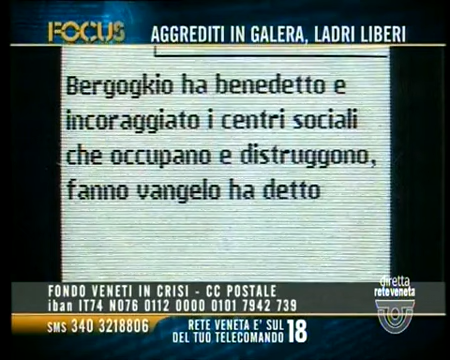 FOCUS
AGGREDITI IN GALERA, LADRI LIBERI
Bergogkio ha benedetto e
incoraggiato i centri sociali
che occupano e distruggono,
fanno vangelo ha detto
diretta
reteveneta
FONDO VENETI IN CRISI - CC POSTALE
iban IT74 N076 0112 0000 0101 7942 739
SMS 340 3218806
RETE VENETA E' SUL
DEL TUO TELECOMANDO 18